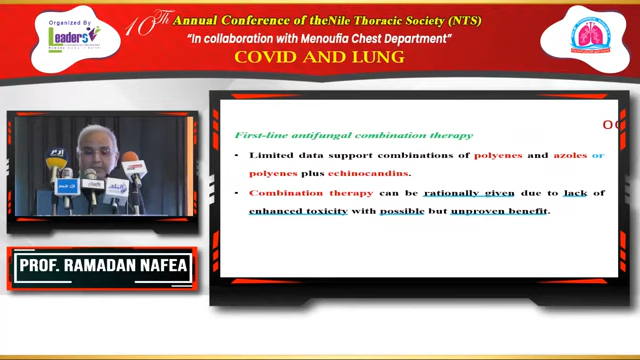 Organized By
Leaders
10Th Annual Conference of theNile Thoracic Society (NTS)
“In collaboration with Menoufia Chest Department”
COVID AND LUNG
First-line antifungal combination therapy
• Limited data support combinations of polyenes and azoles or
polyenes plus echinocandins.
• Combination therapy can be rationally given due to lack of
enhanced toxicity with possible but unproven benefit.
PROF. RAMADAN NAFEA